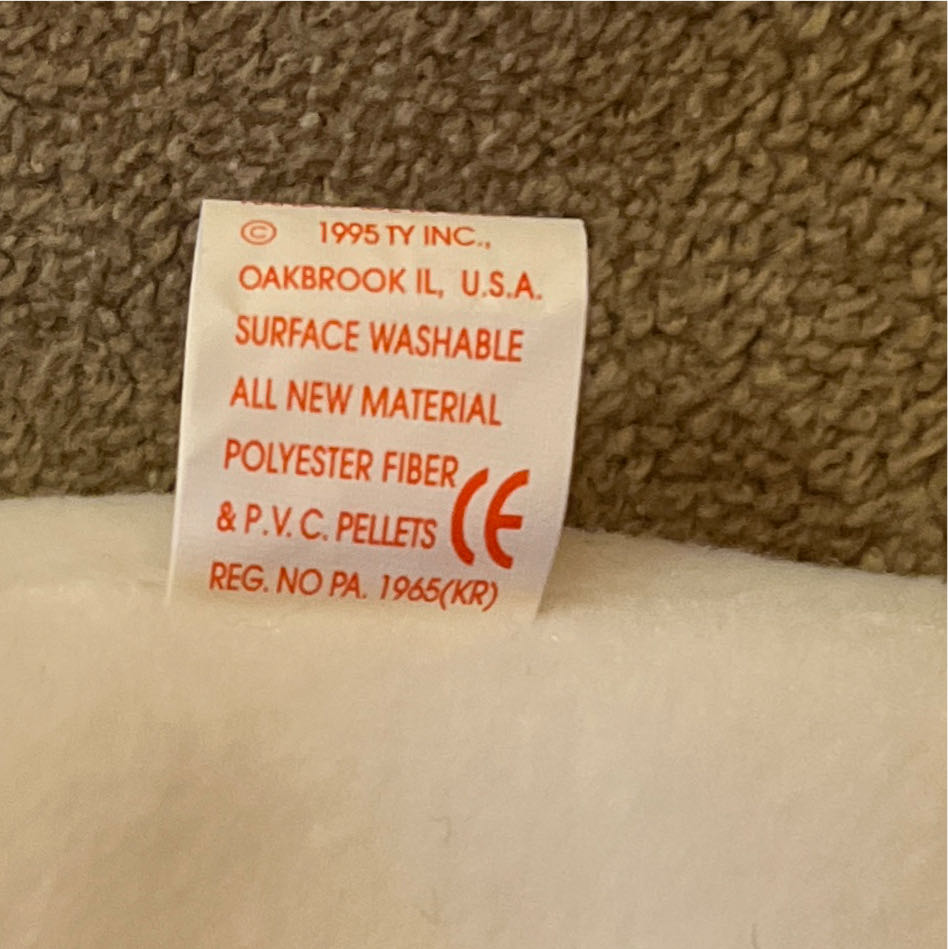 © 1995 TY INC.,
OAKBROOK IL, U.S.A.
SURFACE WASHABLE
ALL NEW MATERIAL
POLYESTER FIBER
& P.V.C. PELLETS CE
REG. NO PA. 1965(KR)